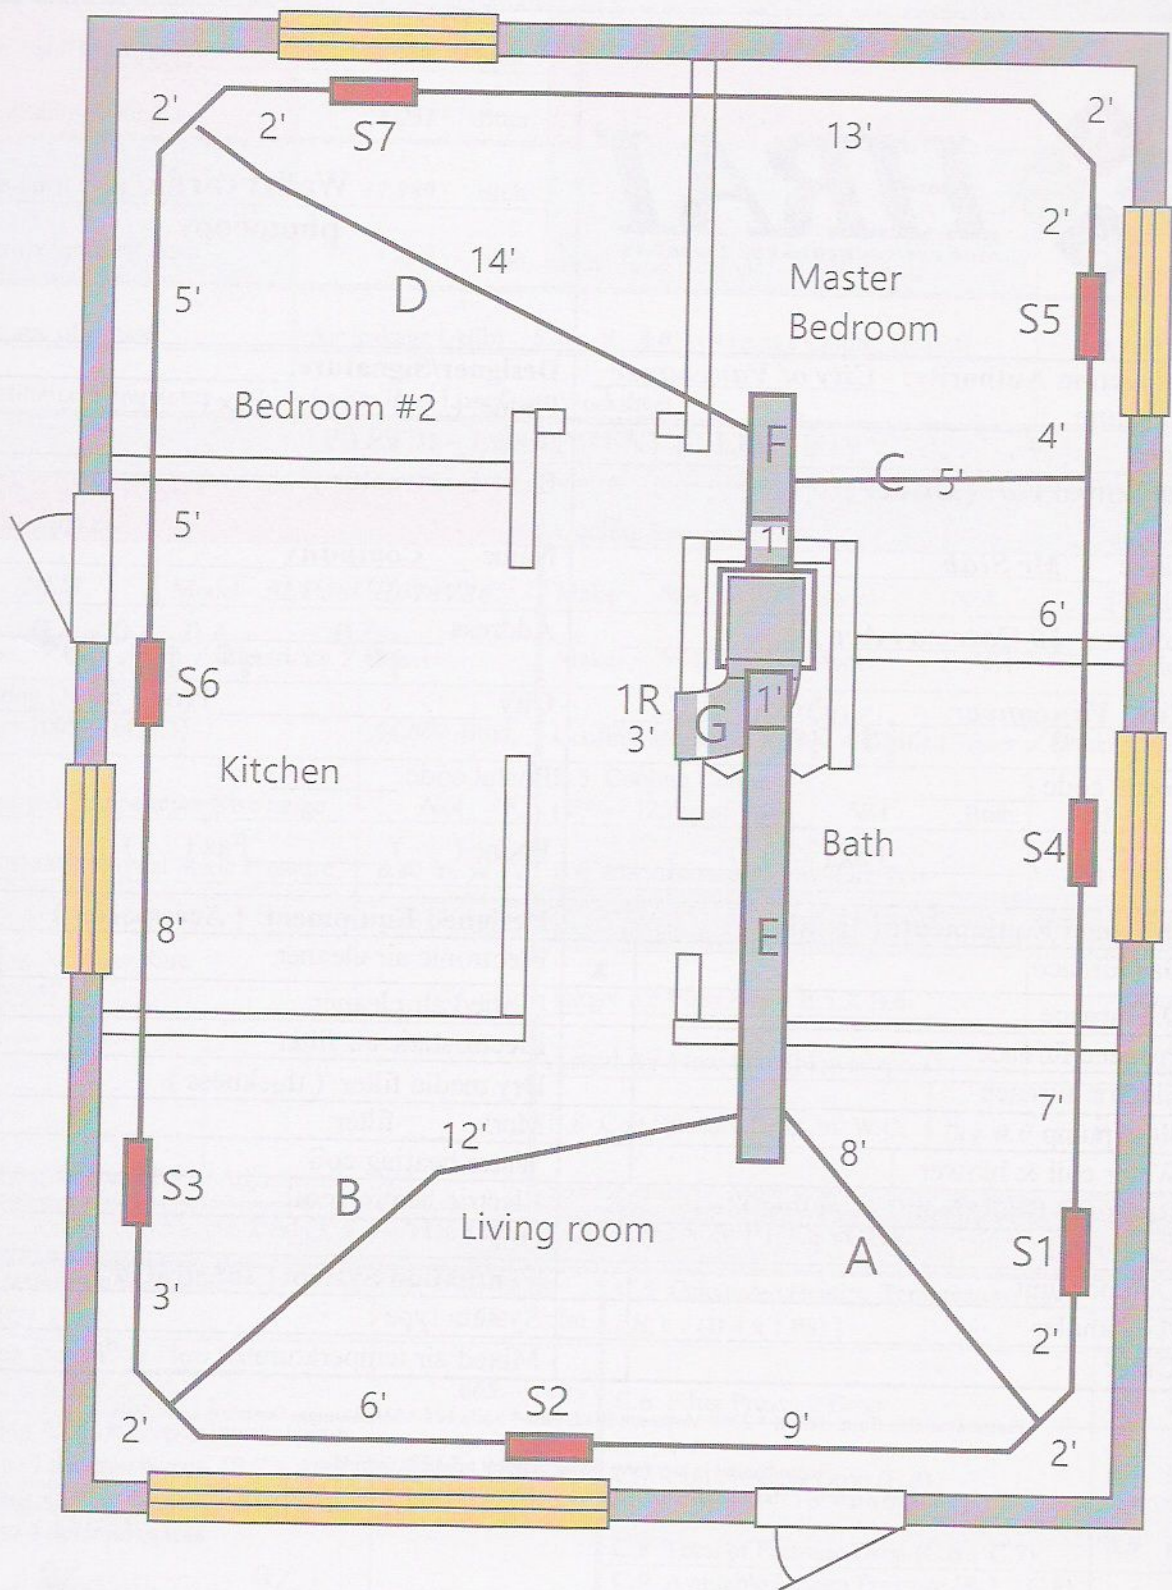 2'
2'
S7
13'
2'
2'
5'
14'
D
Master
Bedroom
S5
Bedroom #2
F
4'
C
5'
5'
1'
6'
S6
1R
3'
G
1'
Kitchen
Bath
S4
8'
E
7'
12'
8'
S3
B
Living room
A
S1
3'
2'
6'
S2
9'
2'
2'